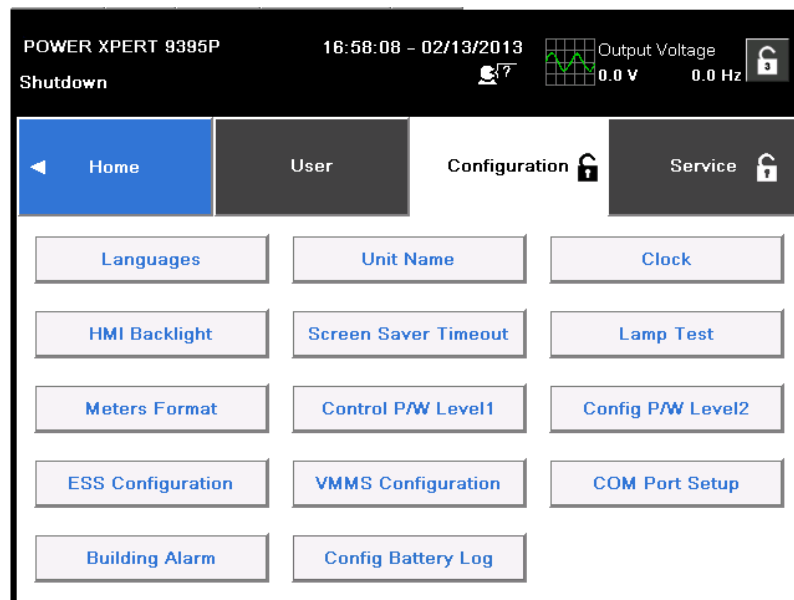 POWER XPERT 9395P
16:58:08 - 02/13/2013
Output Voltage
3
Shutdown
?
0.0 V 0.0 Hz
Home
User
Configuration
Service
Languages
Unit Name
Clock
HMI Backlight
Screen Saver Timeout
Lamp Test
Meters Format
Control P/W Level1
Config P/W Level2
ESS Configuration
VMMS Configuration
COM Port Setup
Building Alarm
Config Battery Log